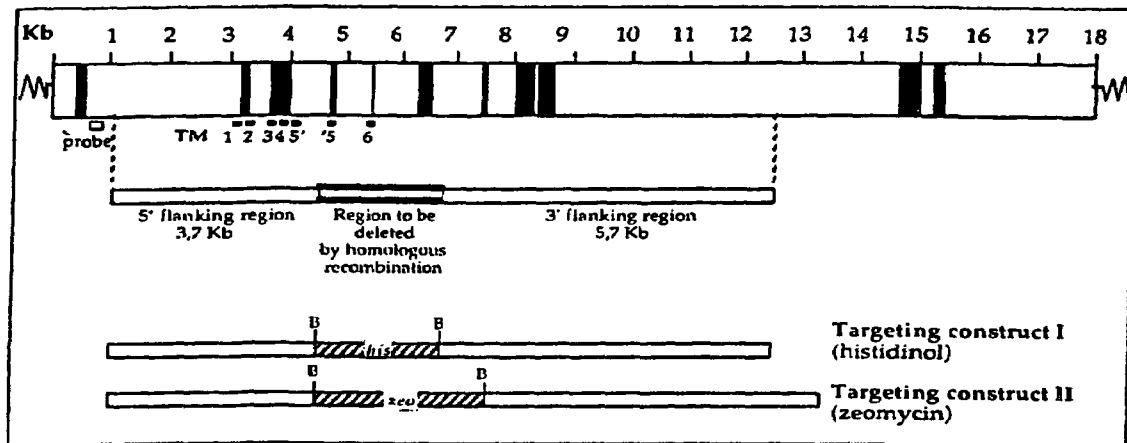 Kb 1 2 3 4 5 6 7 8 9 10 11 12 13 14 15 16 17 18
probe TM 1 2 3 4 5' '5 6
5' flanking region
3,7 Kb
Region to be
deleted
by homologous
recombination
3' flanking region
5,7 Kb
B B
his
Targeting construct I
(histidinol)
B B
zeo
Targeting construct II
(zeomycin)